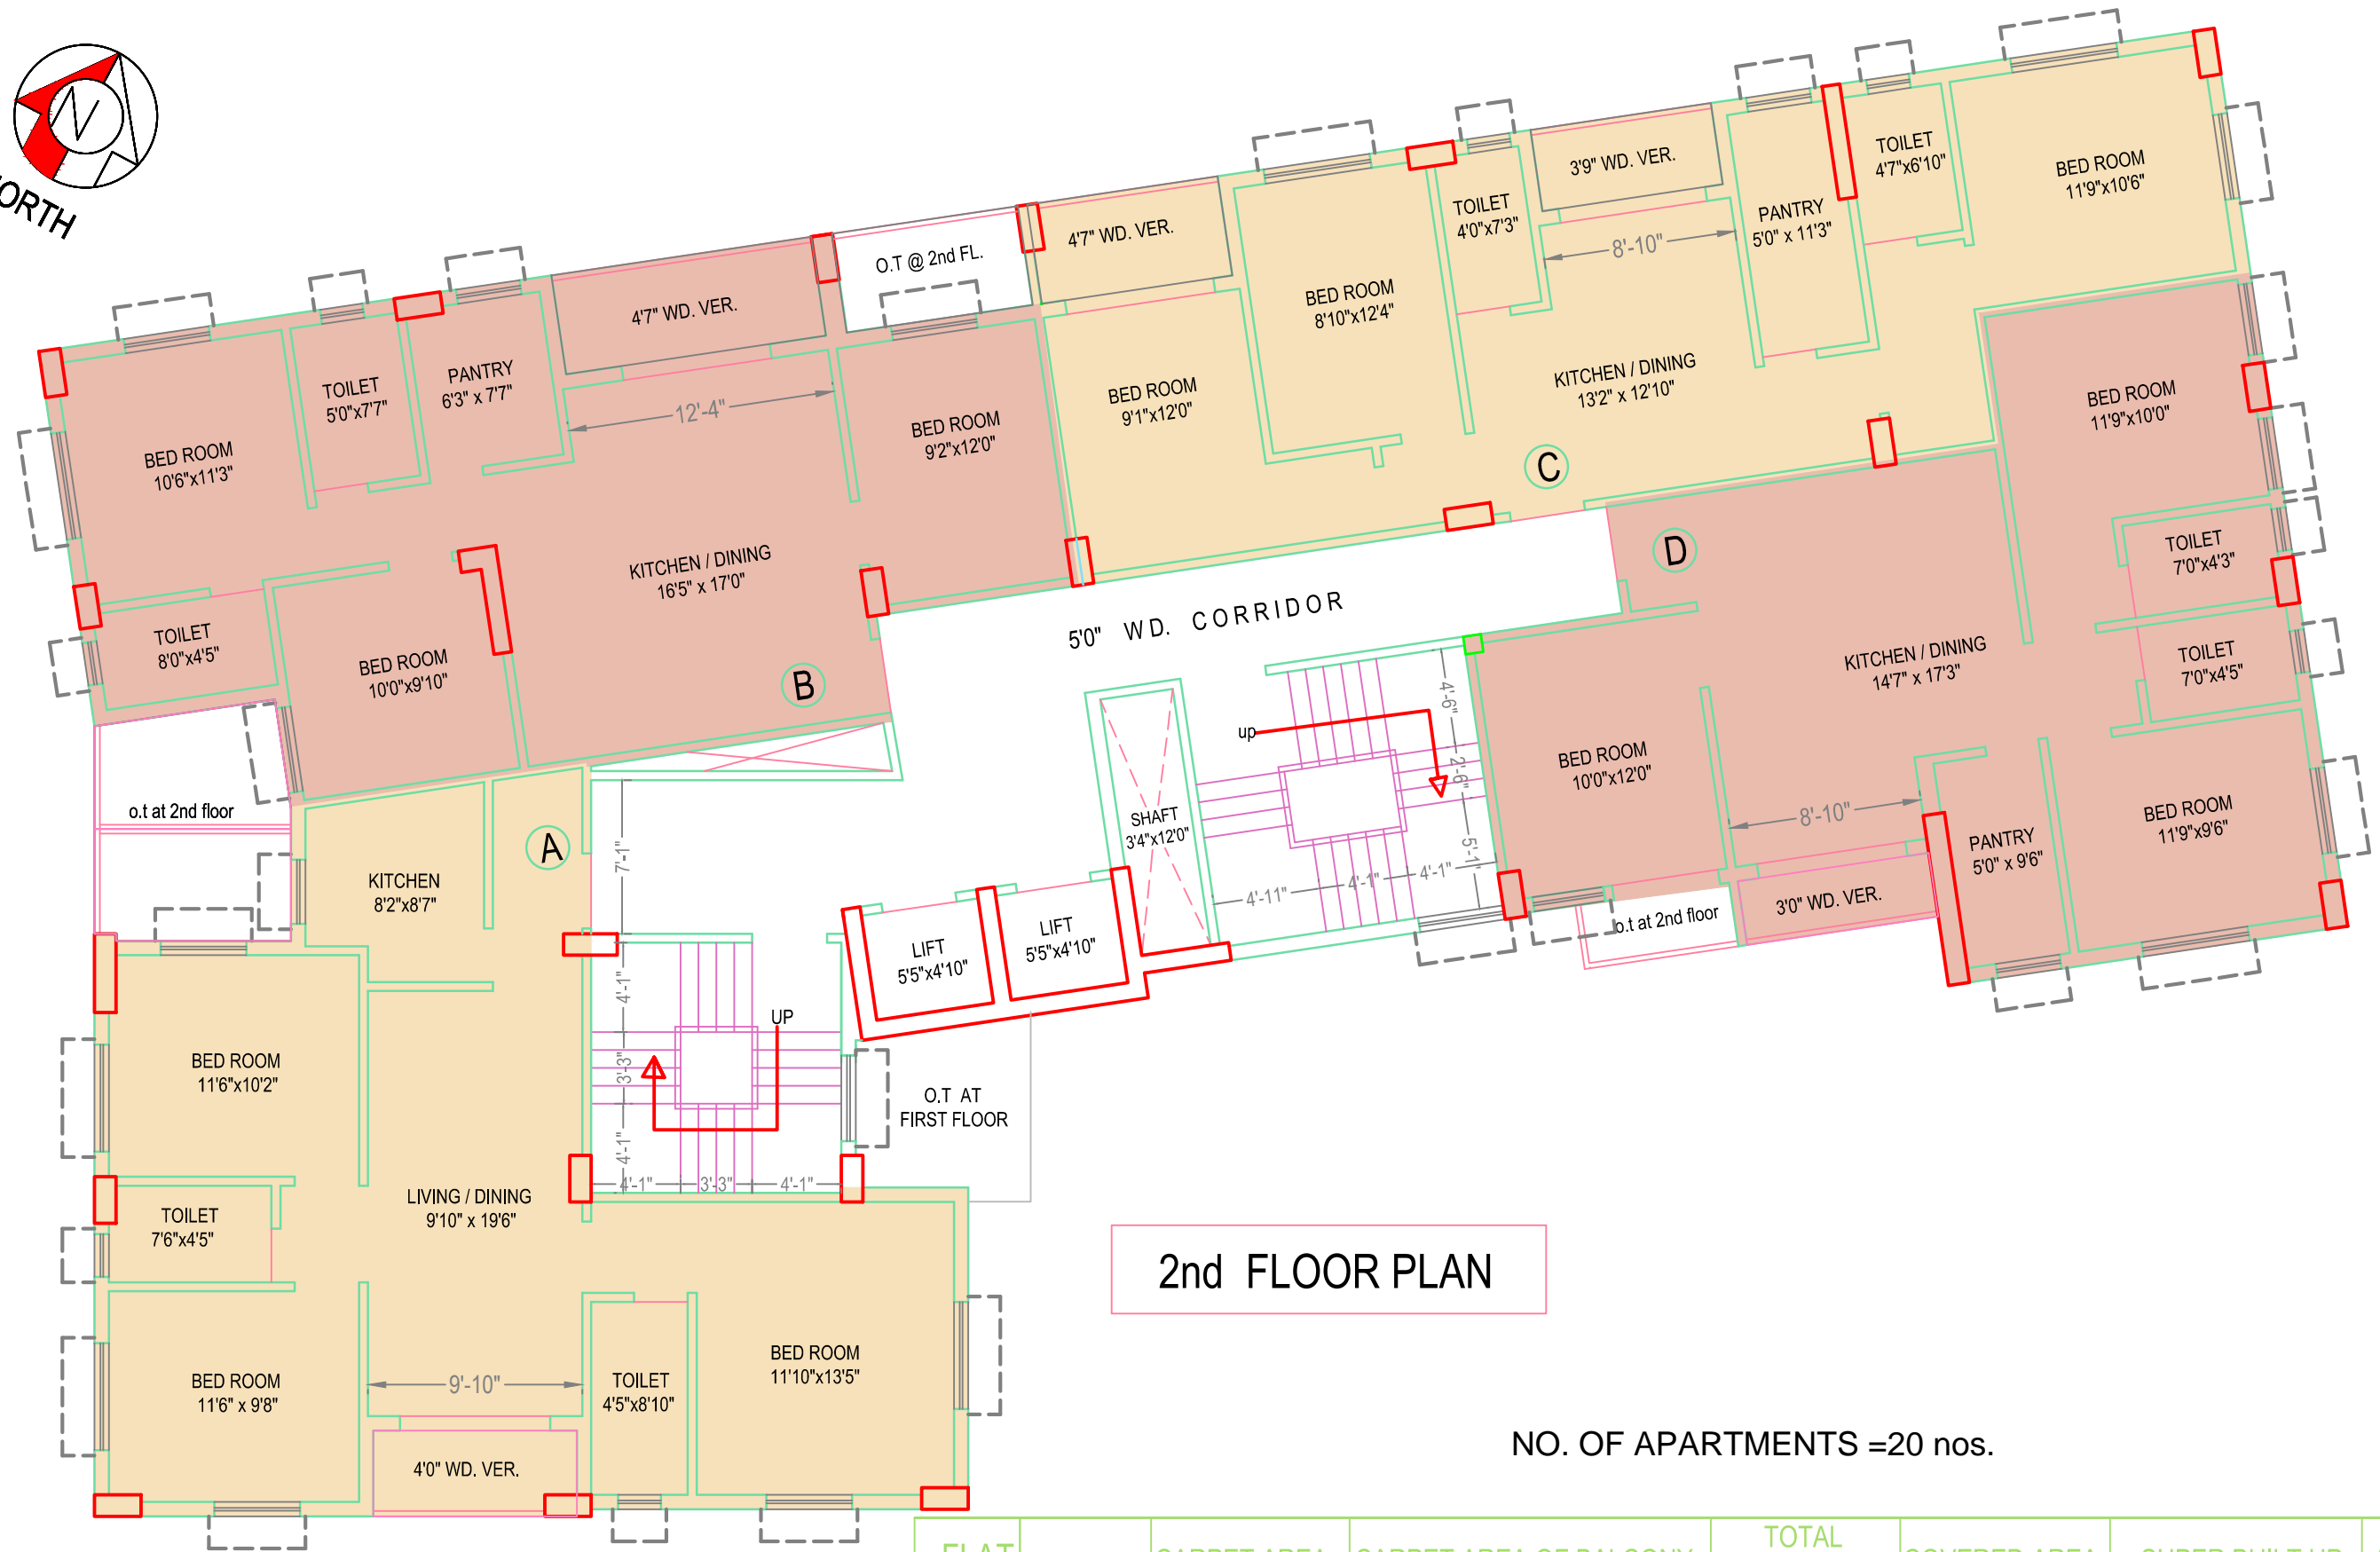 N
NORTH
BED ROOM
10'6"x11'3"
TOILET
5'0"x7'7"
PANTRY
6'3" x 7'7"
4'7" WD. VER.
12'-4"
O.T @ 2nd FL.
BED ROOM
9'2"x12'0"
KITCHEN / DINING
16'5" x 17'0"
TOILET
8'0"x4'5"
BED ROOM
10'0"x9'10"
B
4'7" WD. VER.
BED ROOM
9'1"x12'0"
BED ROOM
8'10"x12'4"
TOILET
4'0"x7'3"
3'9" WD. VER.
8'-10"
PANTRY
5'0" x 11'3"
TOILET
4'7"x6'10"
BED ROOM
11'9"x10'6"
KITCHEN / DINING
13'2" x 12'10"
C
BED ROOM
11'9"x10'0"
D
TOILET
7'0"x4'3"
KITCHEN / DINING
14'7" x 17'3"
TOILET
7'0"x4'5"
BED ROOM
10'0"x12'0"
8'-10"
BED ROOM
11'9"x9'6"
PANTRY
5'0" x 9'6"
3'0" WD. VER.
o.t at 2nd floor
5'0" WD. CORRIDOR
up
4'-6"
2'-6"
5'-1"
4'-11"
4'-1"
4'-1"
SHAFT
3'4"x12'0"
LIFT
5'5"x4'10"
LIFT
5'5"x4'10"
o.t at 2nd floor
A
7'-1"
KITCHEN
8'2"x8'7"
4'-1"
3'-3"
4'-1"
UP
4'-1"
3'-3"
4'-1"
O.T AT
FIRST FLOOR
BED ROOM
11'6"x10'2"
LIVING / DINING
9'10" x 19'6"
TOILET
7'6"x4'5"
BED ROOM
11'6" x 9'8"
9'-10"
TOILET
4'5"x8'10"
BED ROOM
11'10"x13'5"
4'0" WD. VER.
2nd FLOOR PLAN
NO. OF APARTMENTS =20 nos.
FLAT
CARPET AREA
CARPET AREA OF BALCONY
TOTAL
COVERED AREA
SUPER BUILT UP